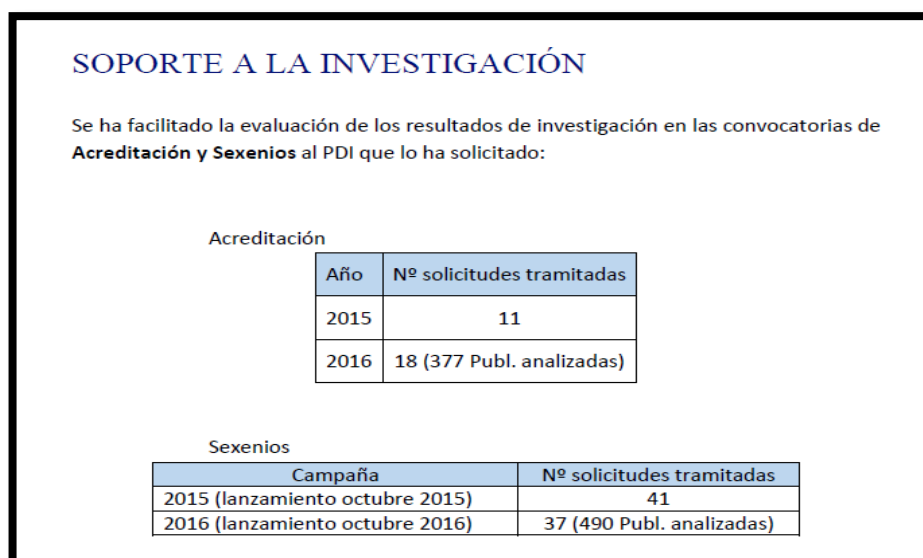 SOPORTE A LA INVESTIGACIÓN
Se ha facilitado la evaluación de los resultados de investigación en las convocatorias de
Acreditación y Sexenios al PDI que lo ha solicitado:
Acreditación
Año Nº solicitudes tramitadas
2015 11
2016 18 (377 Publ. analizadas)
Sexenios
Campaña Nº solicitudes tramitadas
2015 (lanzamiento octubre 2015) 41
2016 (lanzamiento octubre 2016) 37 (490 Publ. analizadas)